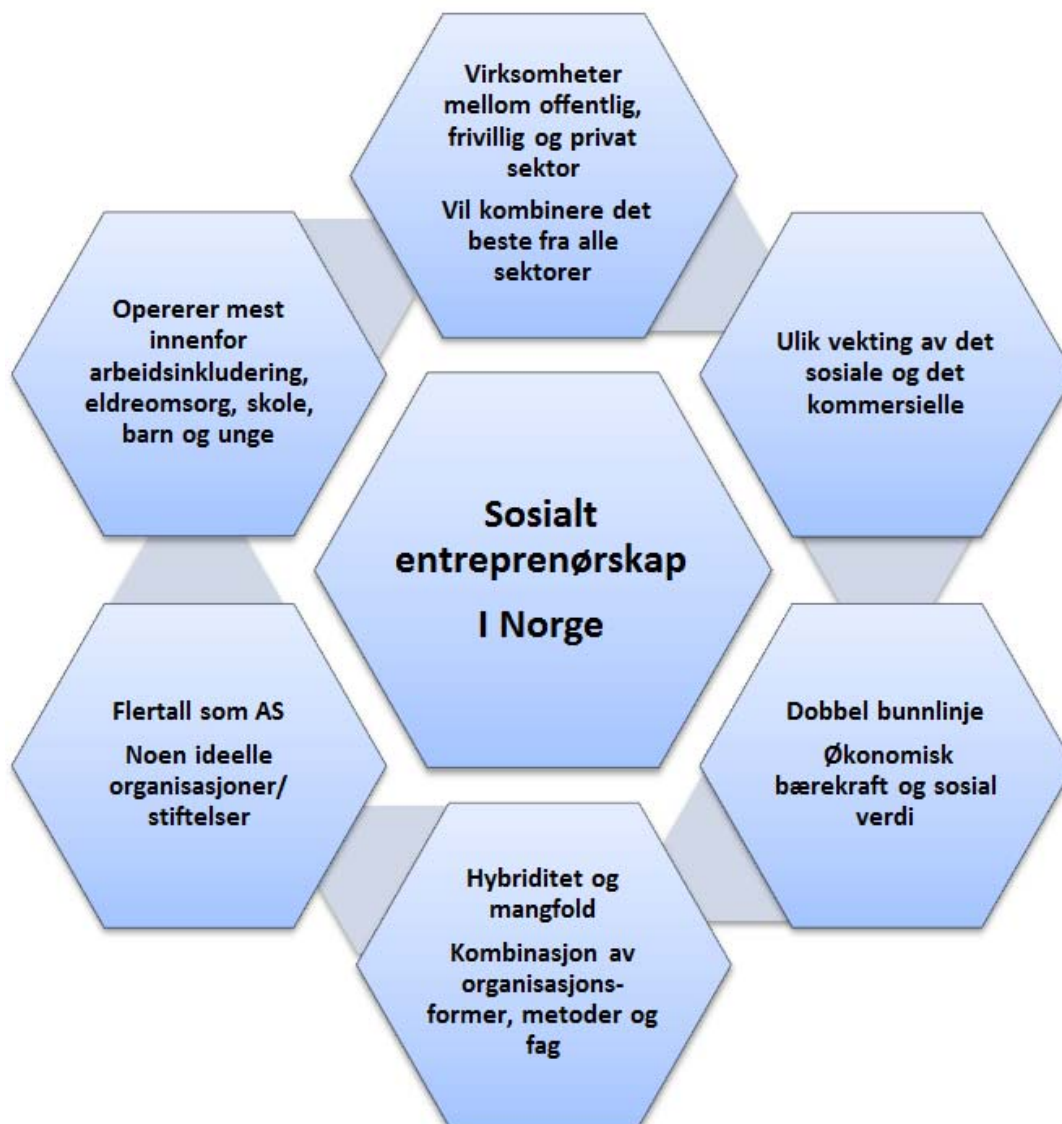 Virksomheter
mellom offentlig,
frivillig og privat
sektor
Vil kombinere det
beste fra alle
sektorer
Ulik vekting av det
sosiale og det
kommersielle
Dobbel bunnlinje
Økonomisk
bærekraft og sosial
verdi
Hybriditet og
mangfold
Kombinasjon av
organisasjons-
former, metoder og
fag
Flertall som AS
Noen ideelle
organisasjoner/
stiftelser
Opererer mest
innenfor
arbeidsinkludering,
eldreomsorg, skole,
barn og unge
Sosialt
entreprenørskap
I Norge